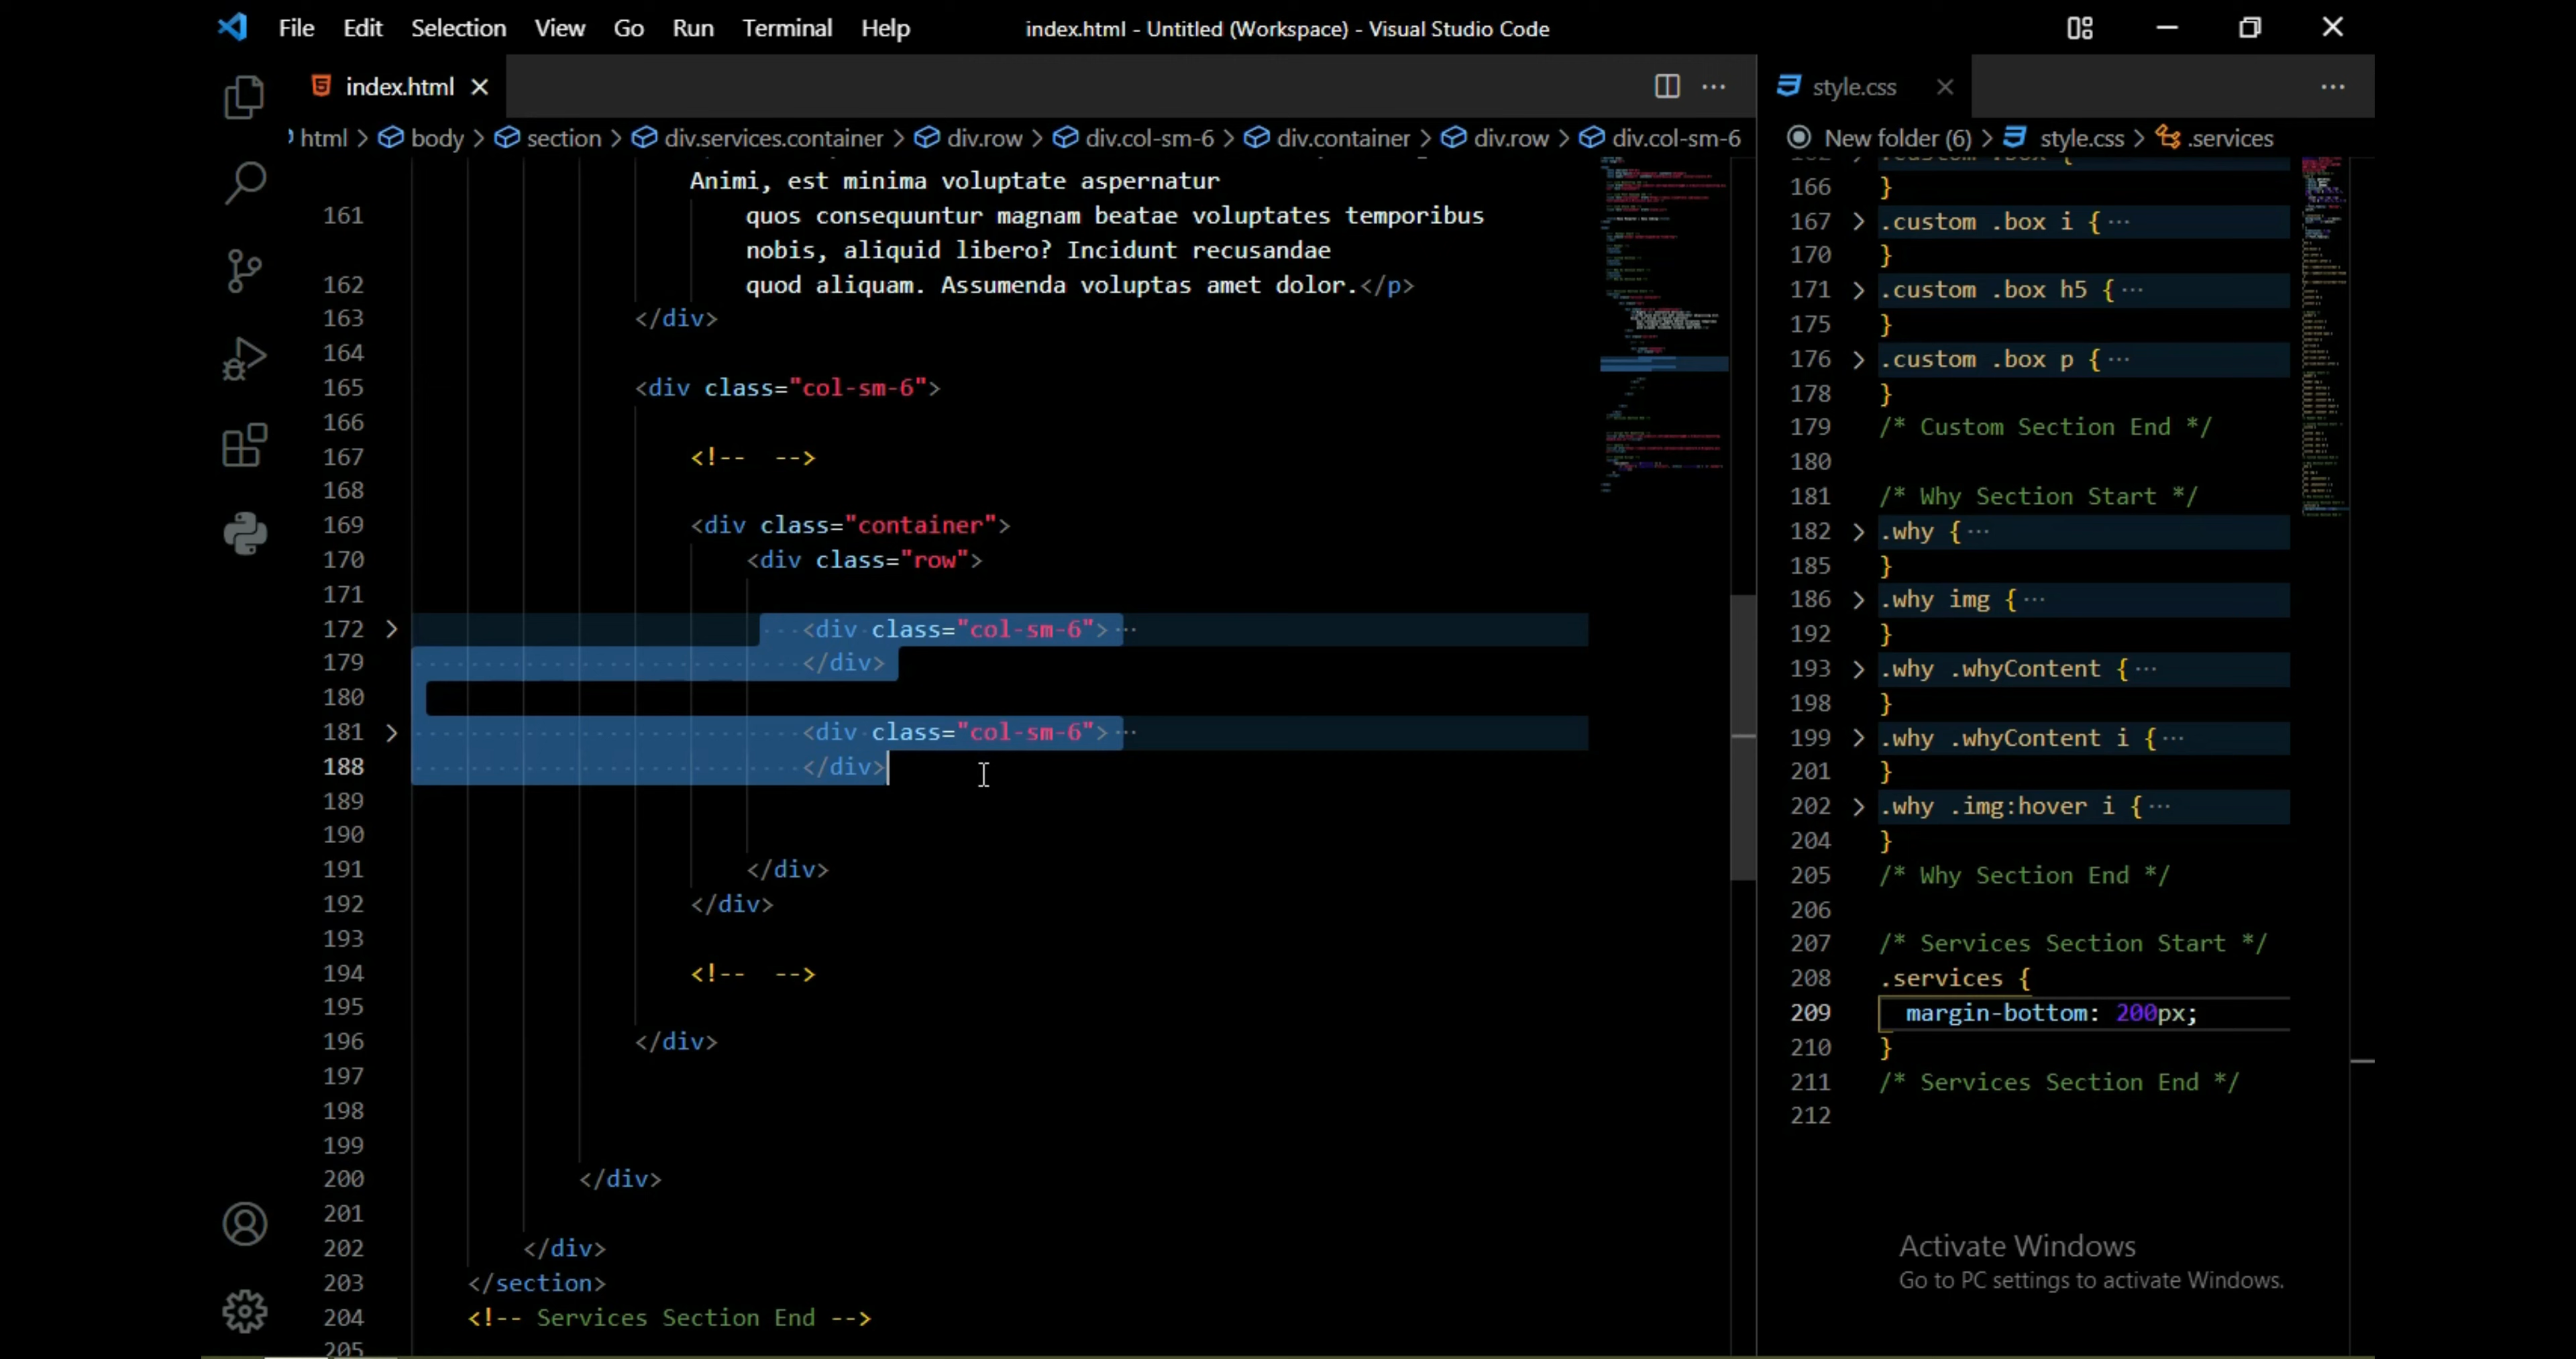 File Edit Selection View Go Run Terminal Help
index.html - Untitled (Workspace) - Visual Studio Code
index.html
html > body > section > div.services.container > div.row > div.col-sm-6 > div.container > div.row > div.col-sm-6
Animi, est minima voluptate aspernatur
161 quos consequuntur magnam beatae voluptates temporibus
nobis, aliquid libero? Incidunt recusandae
162 quod aliquam. Assumenda voluptas amet dolor.</p>
163 </div>
164
165 <div class="col-sm-6">
166
167 <!--  -->
168
169 <div class="container">
170 <div class="row">
171
172 <div class="col-sm-6">···
179 </div>
180
181 <div class="col-sm-6">···
188 </div>
189
190
191 </div>
192 </div>
193
194 <!--  -->
195
196 </div>
197
198
199
200 </div>
201
202 </div>
203 </section>
204 <!-- Services Section End -->
205
style.css
New folder (6) > style.css > .services
162 .custom .box {
166 }
167 .custom .box i {···
170 }
171 .custom .box h5 {···
175 }
176 .custom .box p {···
178 }
179 /* Custom Section End */
180
181 /* Why Section Start */
182 .why {···
185 }
186 .why img {···
192 }
193 .why .whyContent {···
198 }
199 .why .whyContent i {···
201 }
202 .why .img:hover i {···
204 }
205 /* Why Section End */
206
207 /* Services Section Start */
208 .services {
209 margin-bottom: 200px;
210 }
211 /* Services Section End */
212
Activate Windows
Go to PC settings to activate Windows.